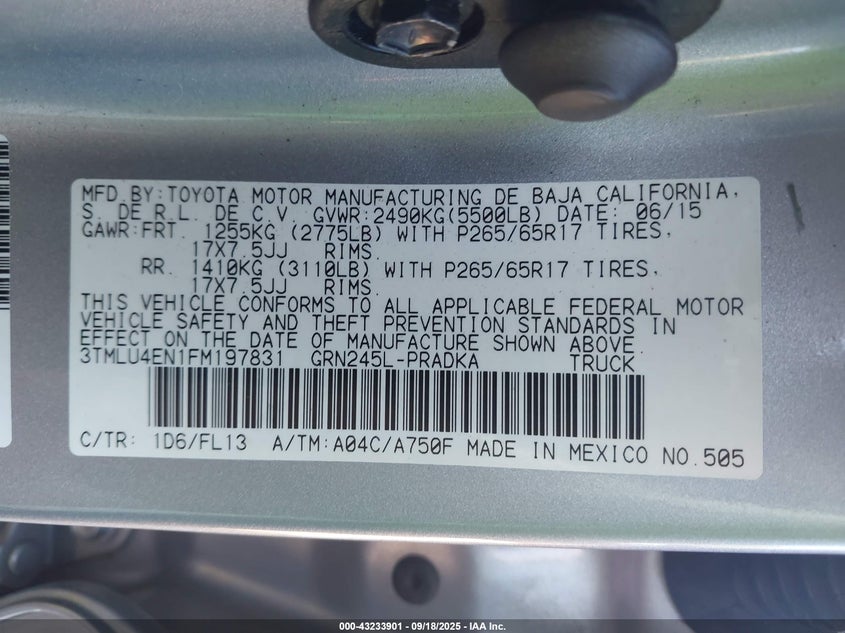 MFD. BY: TOYOTA MOTOR MANUFACTURING DE BAJA CALIFORNIA,
S. DE R.L. DE C.V. GVWR:2490KG(5500LB) DATE: 06/15
GAWR:FRT. 1255KG (2775LB) WITH P265/65R17 TIRES,
17X7.5JJ RIMS.
RR. 1410KG (3110LB) WITH P265/65R17 TIRES,
17X7.5JJ RIMS.
THIS VEHICLE CONFORMS TO ALL APPLICABLE FEDERAL MOTOR
VEHICLE SAFETY AND THEFT PREVENTION STANDARDS IN
EFFECT ON THE DATE OF MANUFACTURE SHOWN ABOVE.
3TMLU4EN1FM197831 GRN245L-PRADKA TRUCK
C/TR: 1D6/FL13 A/TM:A04C/A750F MADE IN MEXICO NO.505
000-43233901 - 09/18/2025 - IAA Inc.